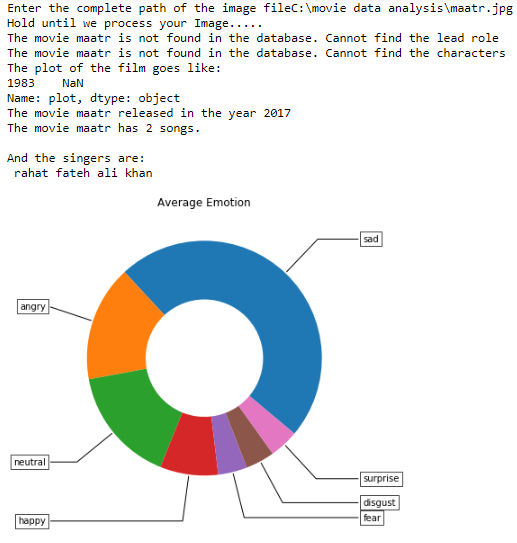 Enter the complete path of the image fileC:\movie data analysis\maatr.jpg
Hold until we process your Image.....
The movie maatr is not found in the database. Cannot find the lead role
The movie maatr is not found in the database. Cannot find the characters
The plot of the film goes like:
1983    NaN
Name: plot, dtype: object
The movie maatr released in the year 2017
The movie maatr has 2 songs.
And the singers are:
 rahat fateh ali khan
Average Emotion
sad
angry
neutral
surprise
disgust
fear
happy